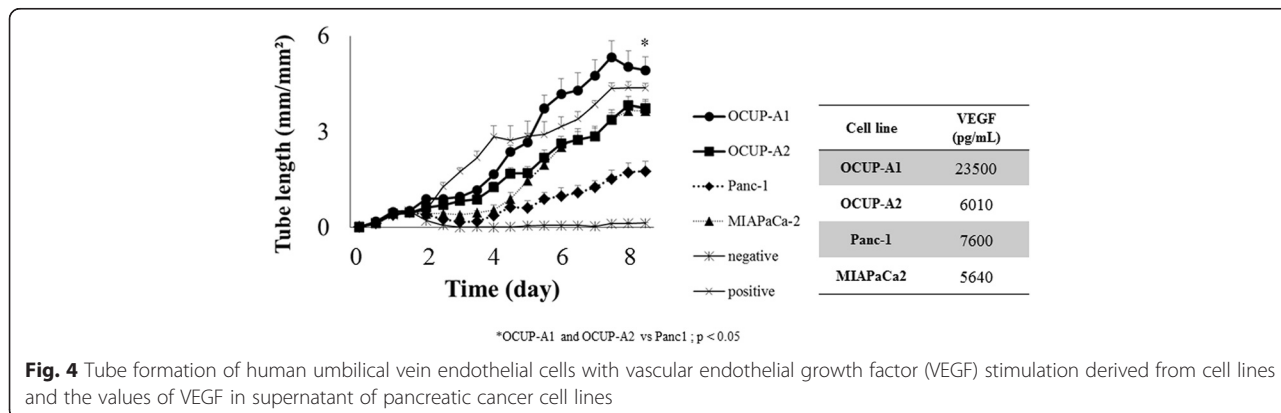 6
3
0
Tube length (mm/mm²)
0 2 4 6 8
Time (day)
*
OCUP-A1
OCUP-A2
Panc-1
MIAPaCa-2
negative
positive
Cell line VEGF (pg/mL)
OCUP-A1 23500
OCUP-A2 6010
Panc-1 7600
MIAPaCa2 5640
*OCUP-A1 and OCUP-A2 vs Panc1 ; p < 0.05
Fig. 4 Tube formation of human umbilical vein endothelial cells with vascular endothelial growth factor (VEGF) stimulation derived from cell lines
and the values of VEGF in supernatant of pancreatic cancer cell lines